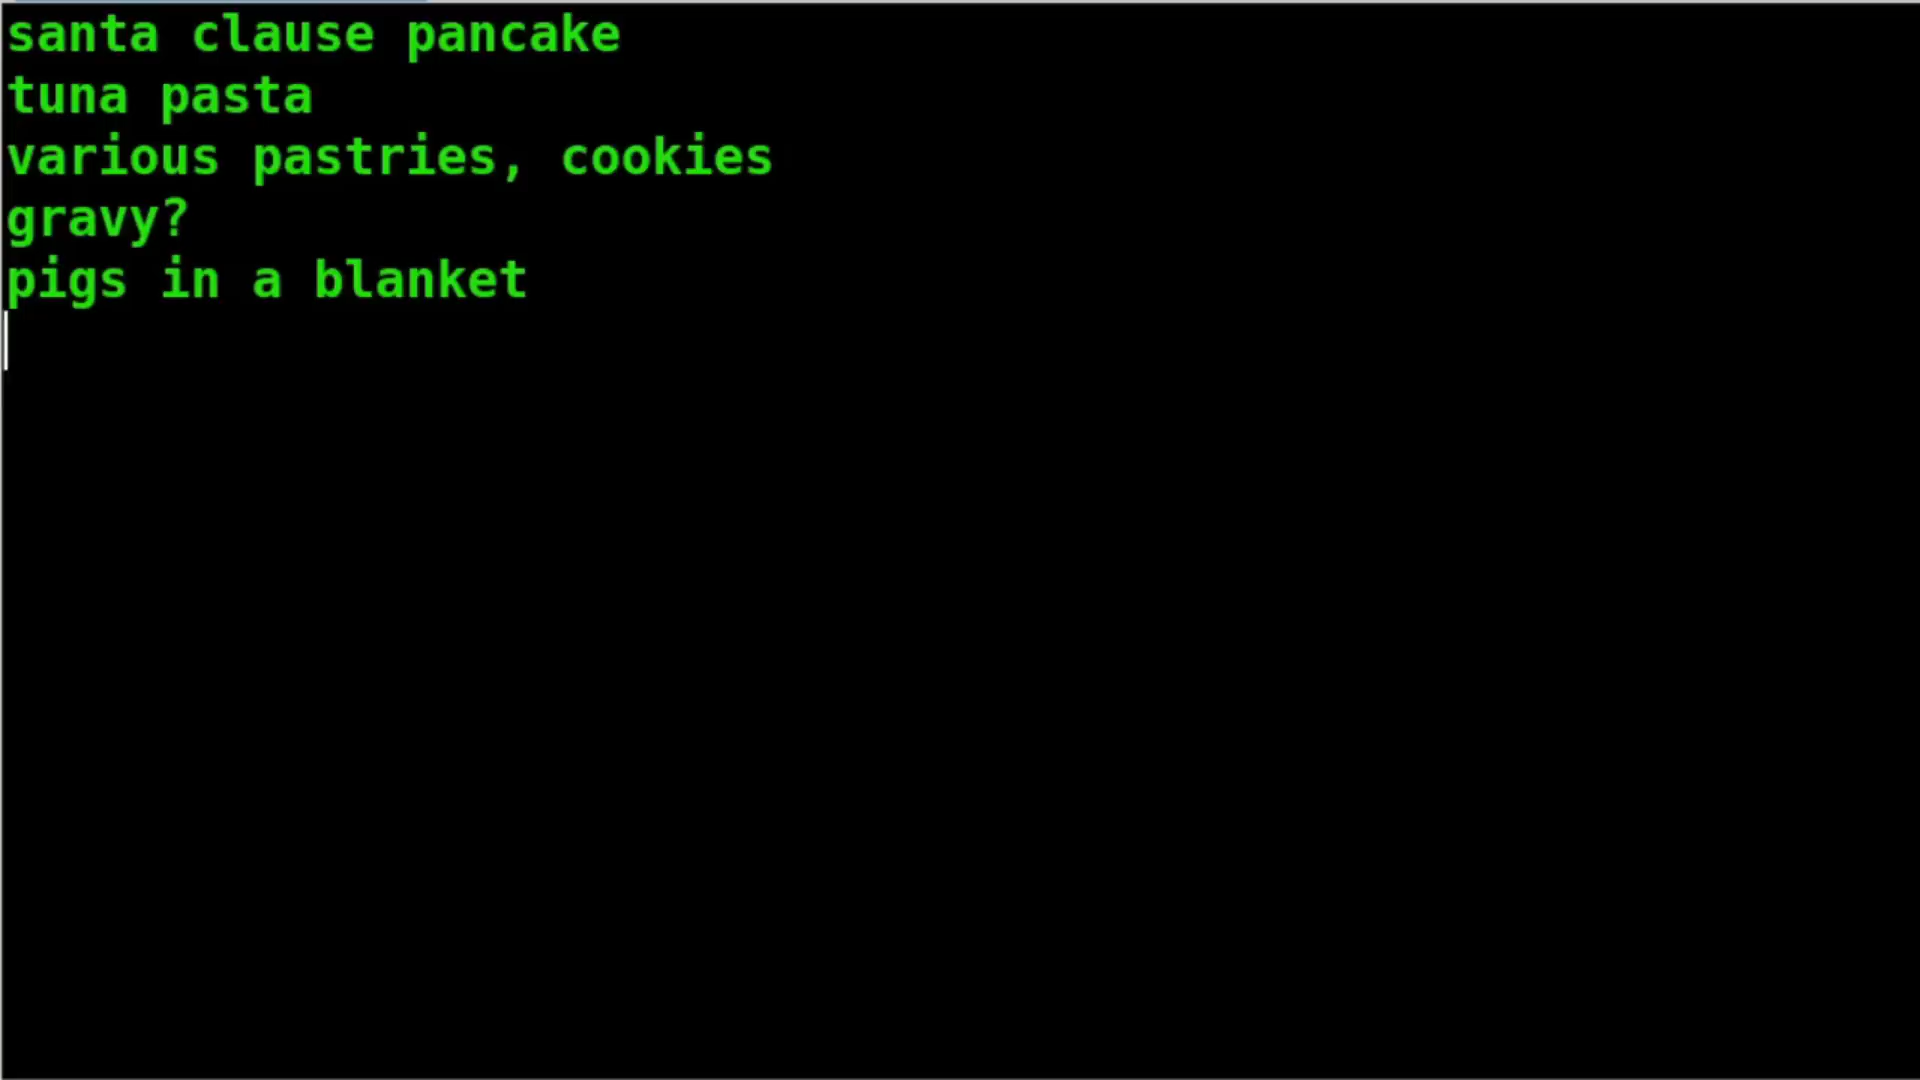 santa clause pancake
tuna pasta
various pastries, cookies
gravy?
pigs in a blanket